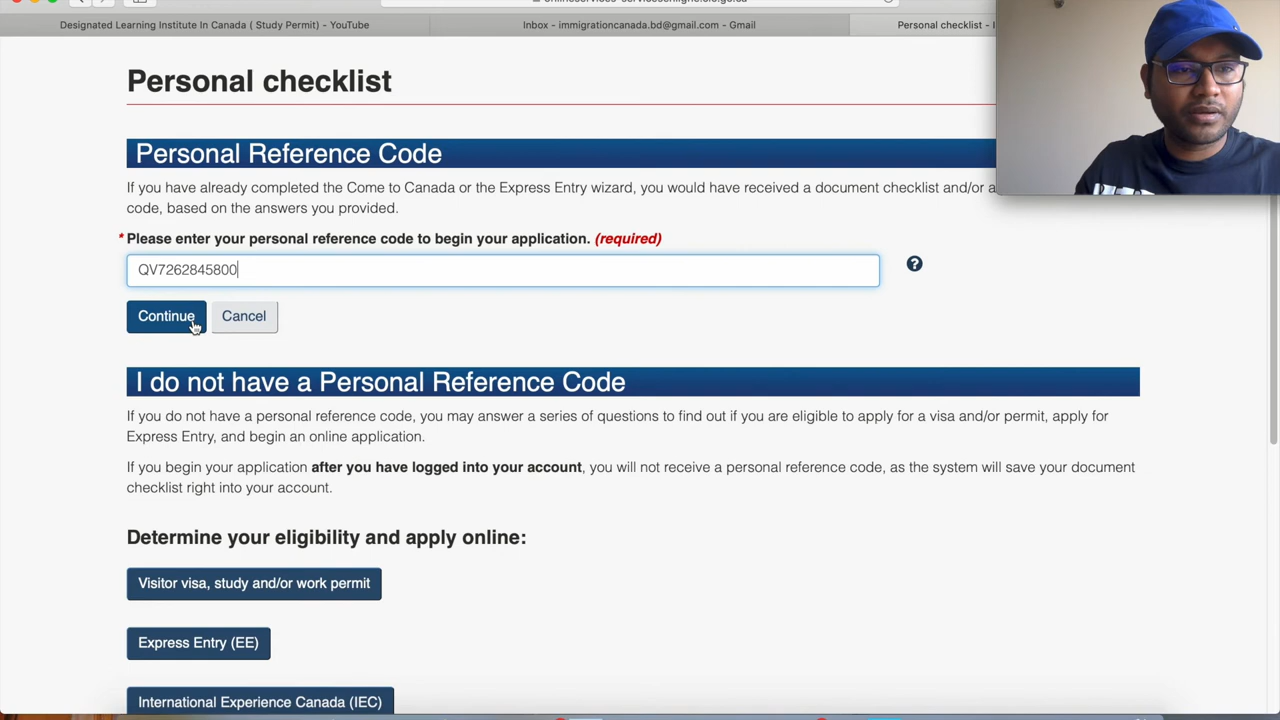 Designated Learning Institute In Canada ( Study Permit) - YouTube
Inbox - immigrationcanada.bd@gmail.com - Gmail
Personal checklist - I
Personal checklist
Personal Reference Code
If you have already completed the Come to Canada or the Express Entry wizard, you would have received a document checklist and/or a
code, based on the answers you provided.
* Please enter your personal reference code to begin your application. (required)
QV7262845800
Continue
Cancel
I do not have a Personal Reference Code
If you do not have a personal reference code, you may answer a series of questions to find out if you are eligible to apply for a visa and/or permit, apply for
Express Entry, and begin an online application.
If you begin your application after you have logged into your account, you will not receive a personal reference code, as the system will save your document
checklist right into your account.
Determine your eligibility and apply online:
Visitor visa, study and/or work permit
Express Entry (EE)
International Experience Canada (IEC)